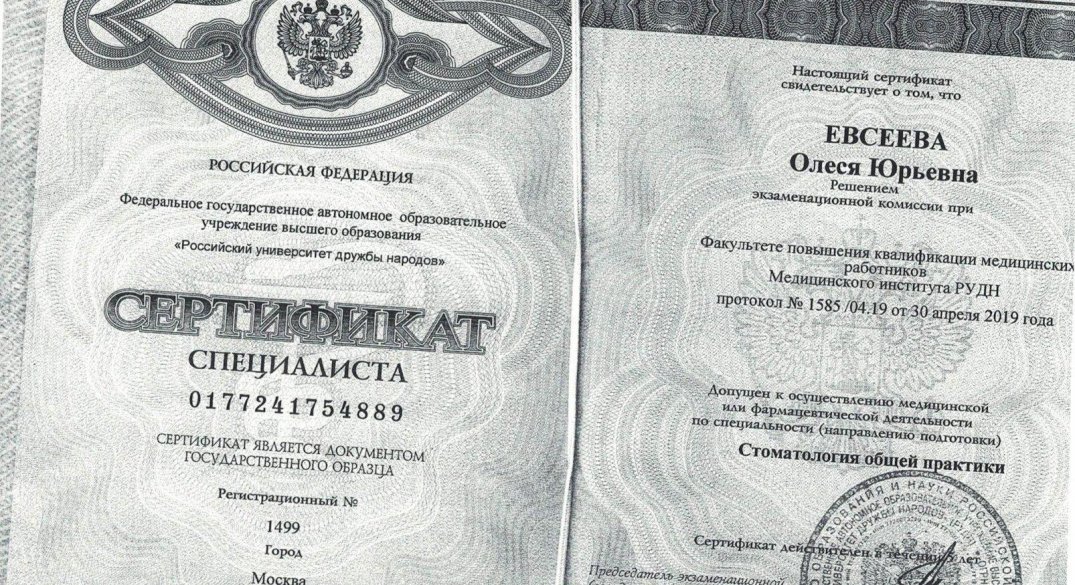 РОССИЙСКАЯ ФЕДЕРАЦИЯ
Федеральное государственное автономное образовательное
учреждение высшего образования
«Российский университет дружбы народов»
СЕРТИФИКАТ
СПЕЦИАЛИСТА
0177241754889
СЕРТИФИКАТ ЯВЛЯЕТСЯ ДОКУМЕНТОМ
ГОСУДАРСТВЕННОГО ОБРАЗЦА
Регистрационный №
1499
Город
Москва
Настоящий сертификат
свидетельствует о том, что
ЕВСЕЕВА
Олеся Юрьевна
Решением
экзаменационной комиссии при
Факультете повышения квалификации медицинских
работников
Медицинского института РУДН
протокол № 1585 /04.19 от 30 апреля 2019 года
Допущен к осуществлению медицинской
или фармацевтической деятельности
по специальности (направлению подготовки)
Стоматология общей практики
Сертификат действителен в течение 5 лет
Председатель экзаменационной